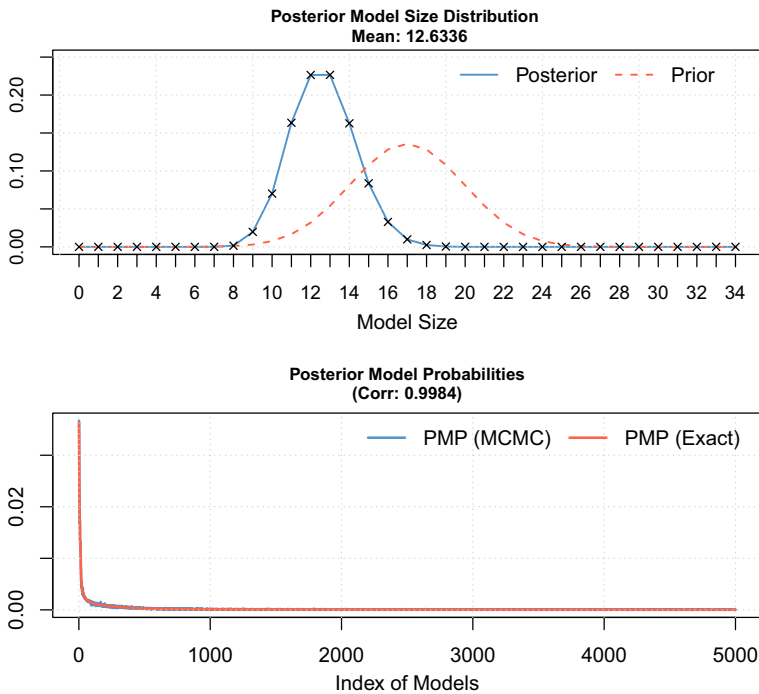 Posterior Model Size Distribution
Mean: 12.6336
Posterior Prior
0.20
0.10
0.00
0 2 4 6 8 10 12 14 16 18 20 22 24 26 28 30 32 34
Model Size
Posterior Model Probabilities
(Corr: 0.9984)
PMP (MCMC) PMP (Exact)
0.02
0.00
0 1000 2000 3000 4000 5000
Index of Models